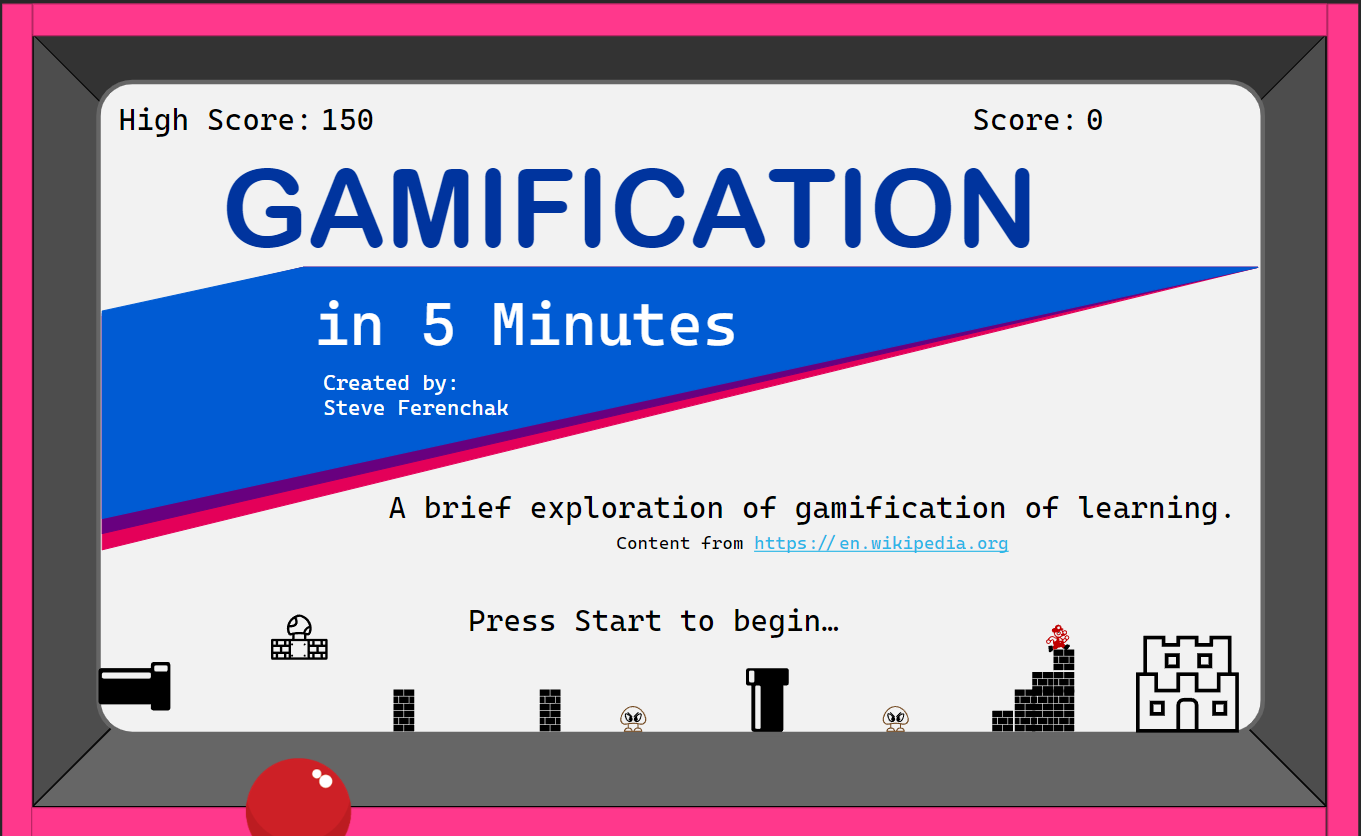 High Score: 150
Score: 0
GAMIFICATION
in 5 Minutes
Created by:
Steve Ferenchak
A brief exploration of gamification of learning.
Content from https://en.wikipedia.org
Press Start to begin…